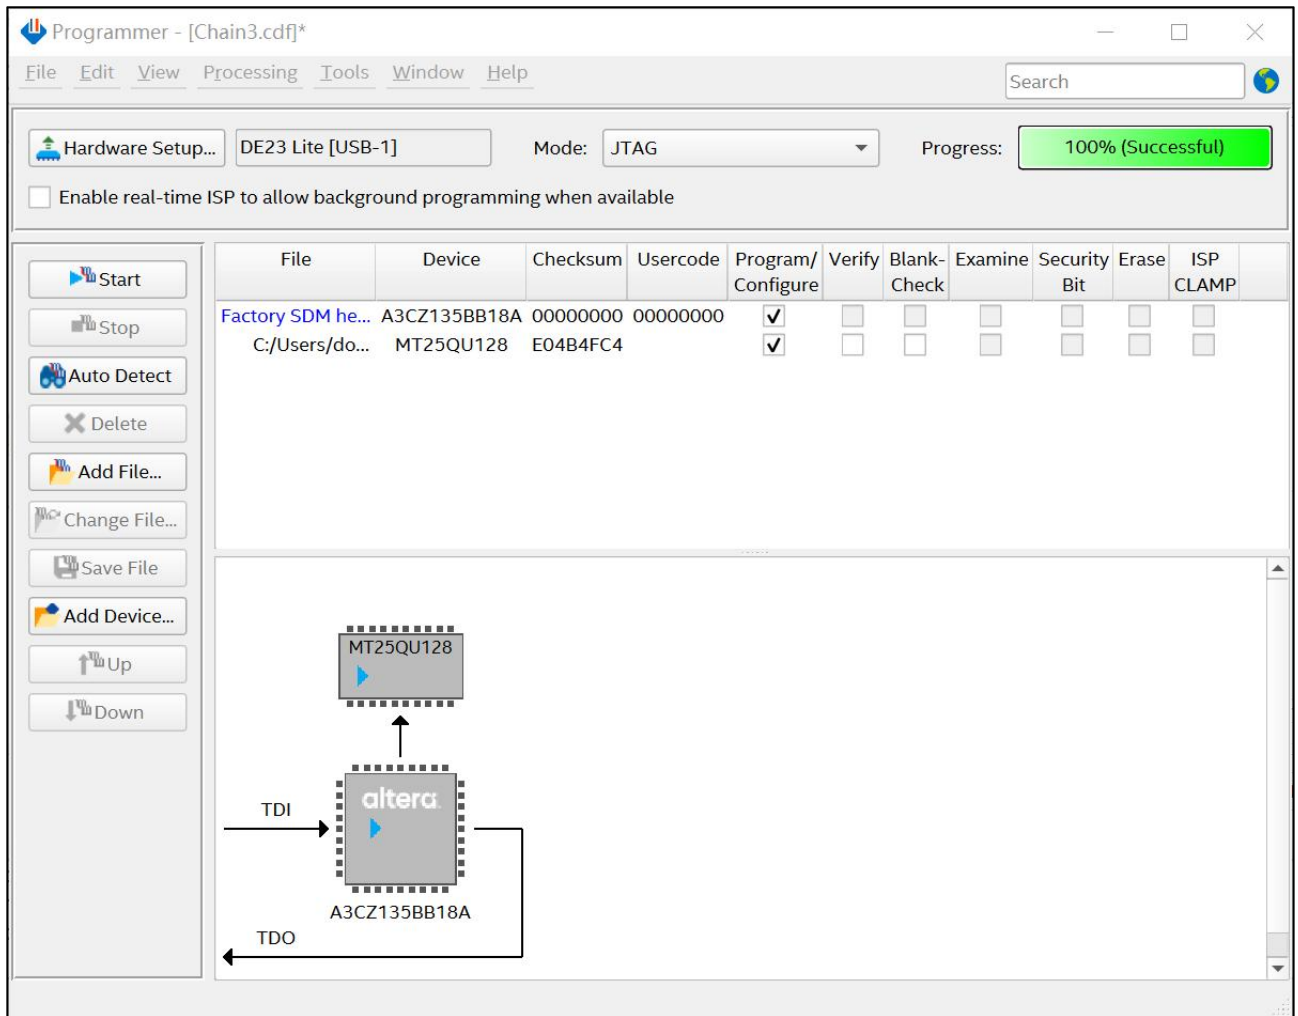 Programmer - [Chain3.cdf]*
File Edit View Processing Tools Window Help
Search
Hardware Setup... DE23 Lite [USB-1] Mode: JTAG Progress: 100% (Successful)
Enable real-time ISP to allow background programming when available
File Device Checksum Usercode Program/ Configure Verify Blank- Check Examine Security Bit Erase ISP CLAMP
Factory SDM he... A3CZ135BB18A 00000000 00000000
C:/Users/do... MT25QU128 E04B4FC4
Start
Stop
Auto Detect
Delete
Add File...
Change File...
Save File
Add Device...
Up
Down
MT25QU128
altera
TDI
A3CZ135BB18A
TDO